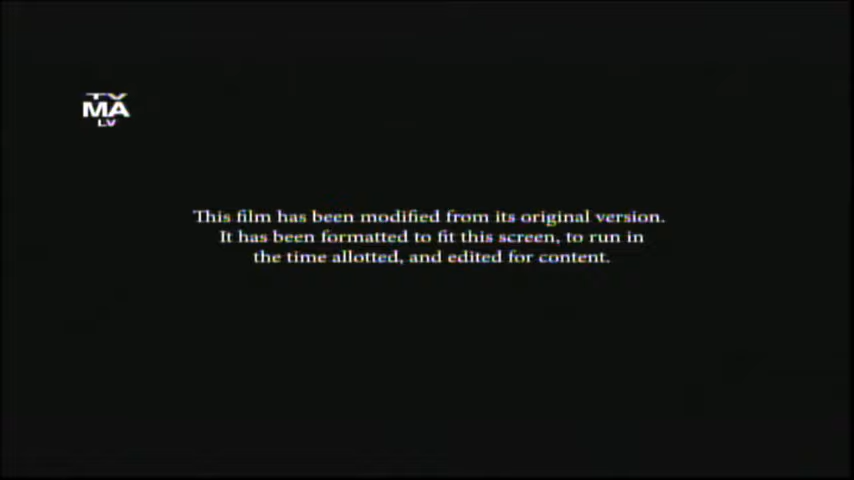 TV
MA
LV
This film has been modified from its original version.
It has been formatted to fit this screen, to run in
the time allotted, and edited for content.